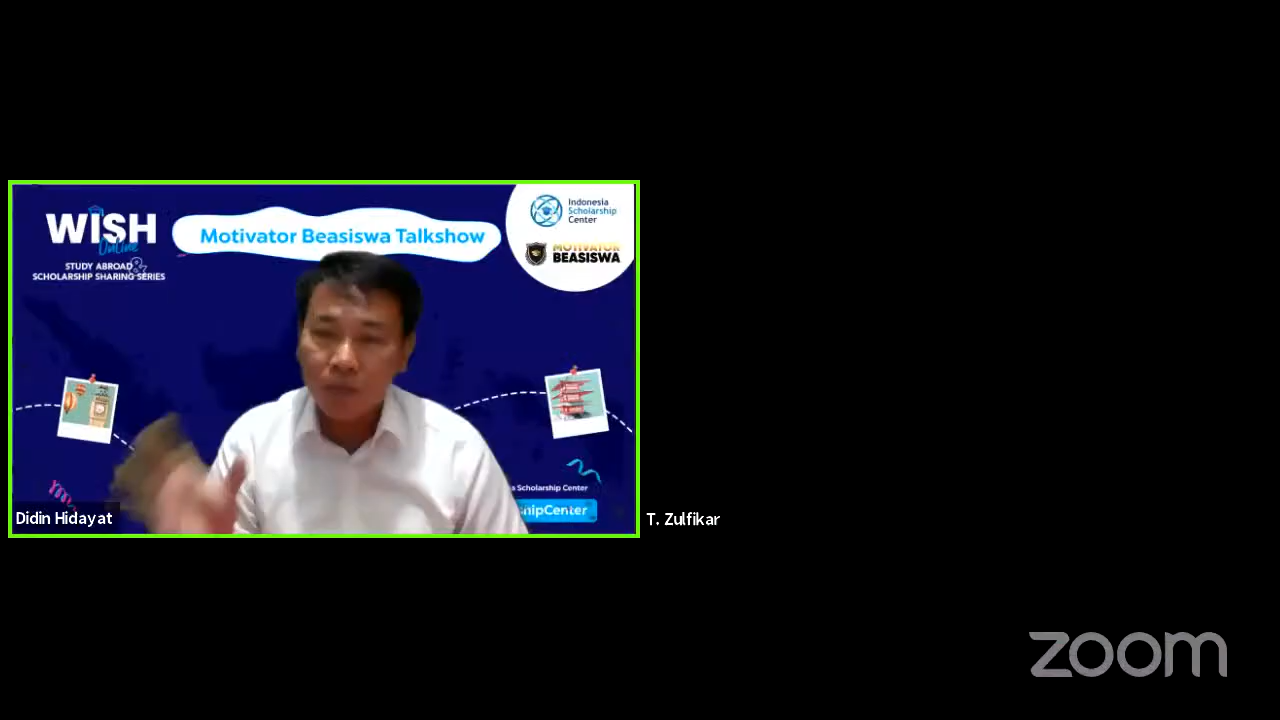 WISH
Online
STUDY ABROAD &
SCHOLARSHIP SHARING SERIES
Motivator Beasiswa Talkshow
Indonesia
Scholarship
Center
MOTIVATOR
BEASISWA
Scholarship Center
Didin Hidayat
T. Zulfikar
zoom